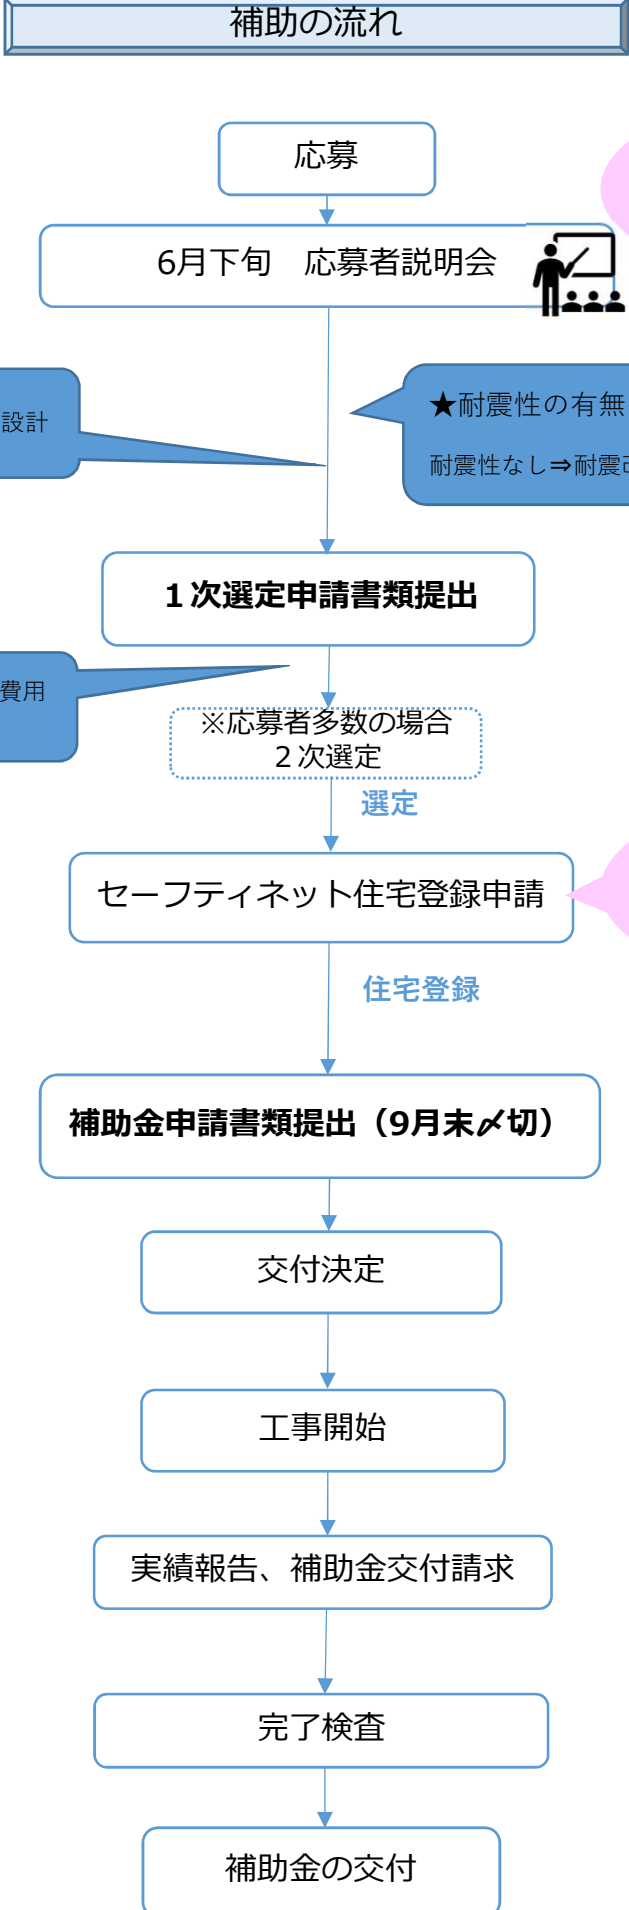 補助の流れ
応募
6月下旬　応募者説明会
設計
★耐震性の有無
耐震性なし⇒耐震
１次選定申請書類提出
費用
※応募者多数の場合
２次選定
選定
セーフティネット住宅登録申請
住宅登録
補助金申請書類提出（9月末〆切）
交付決定
工事開始
実績報告、補助金交付請求
完了検査
補助金の交付